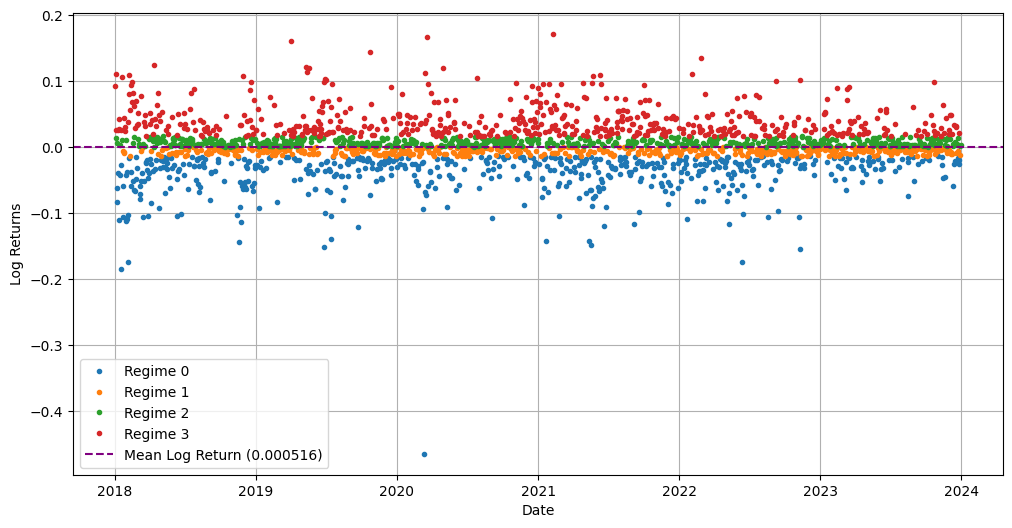 0.2
0.1
0.0
−0.1
−0.2
−0.3
−0.4
Log Returns
Regime 0
Regime 1
Regime 2
Regime 3
Mean Log Return (0.000516)
2018 2019 2020 2021 2022 2023 2024
Date